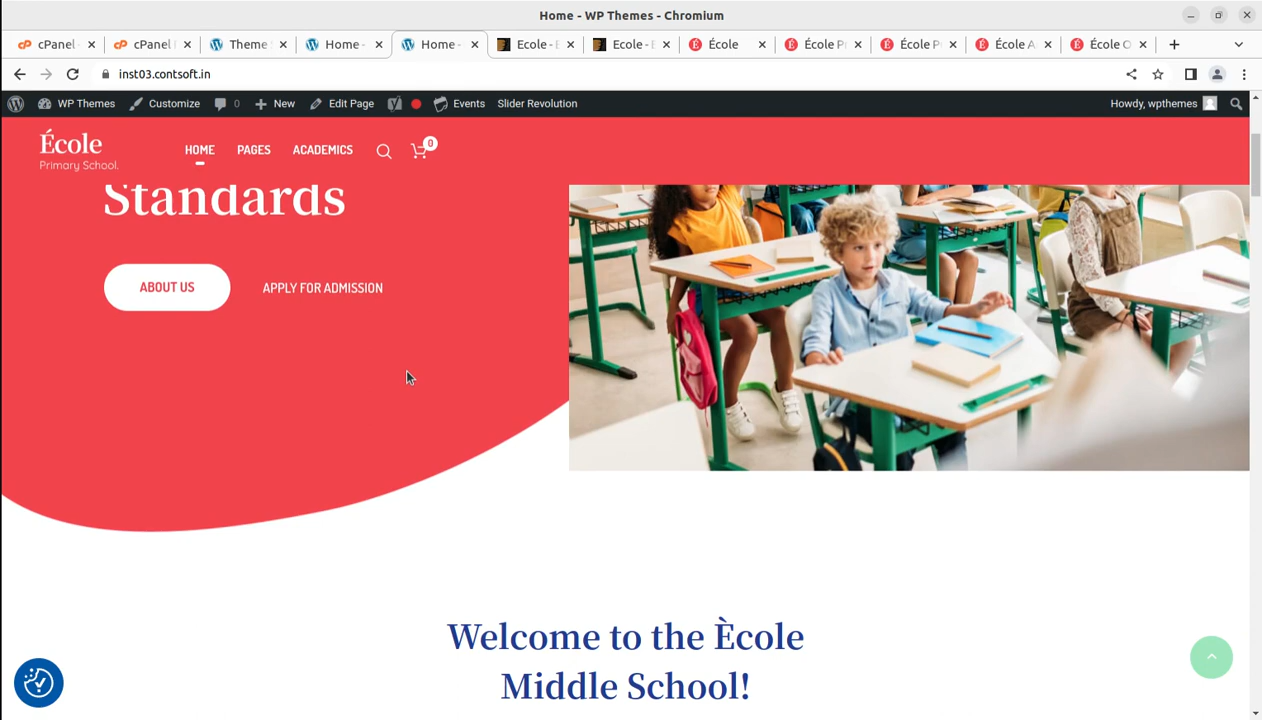 Home - WP Themes - Chromium
cPanel
cPanel
Theme
Home -
Home -
Ecole -
Ecole -
École
École P
École P
École A
École O
inst03.contsoft.in
WP Themes
Customize
0
New
Edit Page
Events
Slider Revolution
Howdy, wpthemes
École
Primary School.
HOME
PAGES
ACADEMICS
0
Standards
ABOUT US
APPLY FOR ADMISSION
Welcome to the Ècole
Middle School!